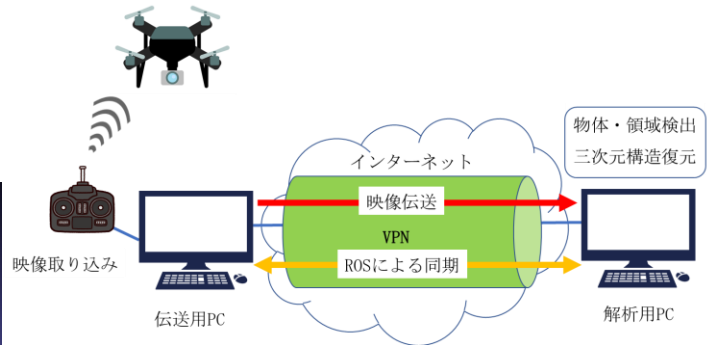 物体・領域検出
三次元構造復元
インターネット
映像伝送
VPN
ROSによる同期
映像取り込み
伝送用PC
解析用PC